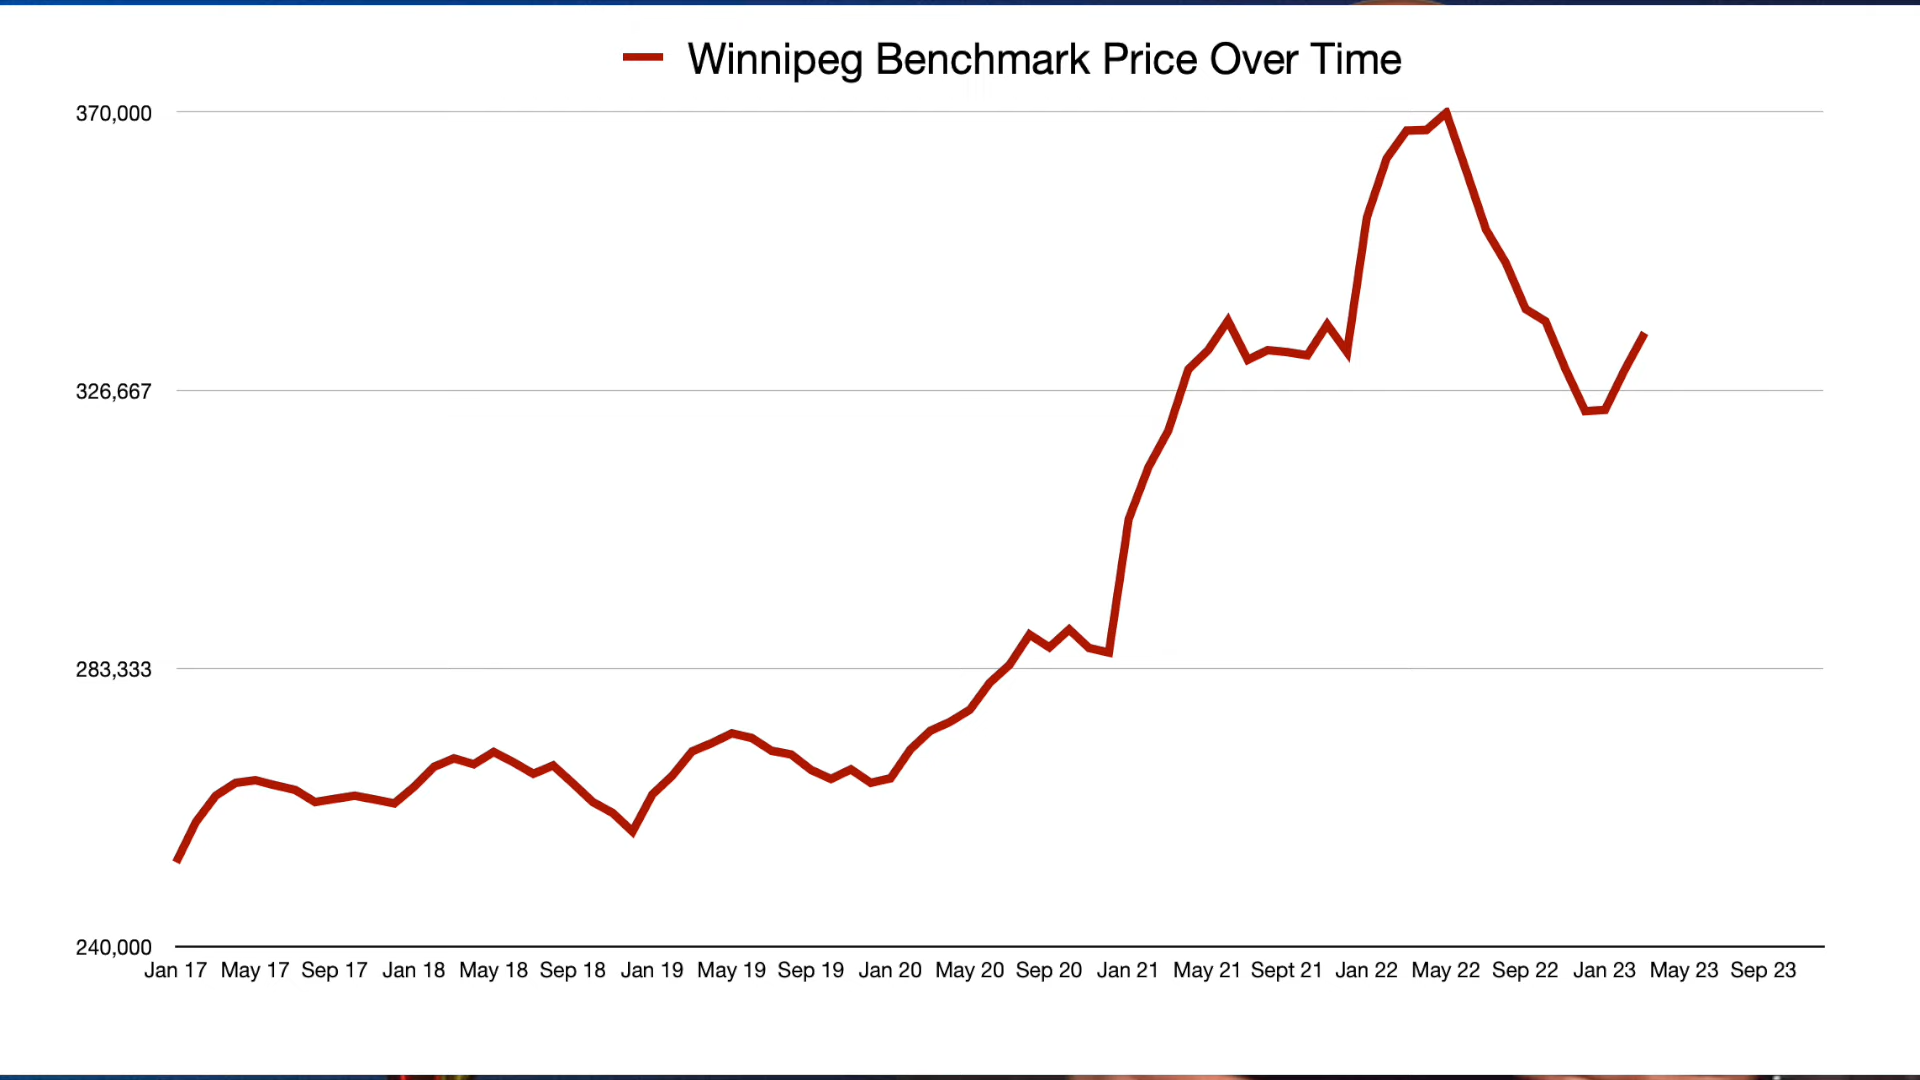 Winnipeg Benchmark Price Over Time
370,000
326,667
283,333
240,000
Jan 17 May 17 Sep 17 Jan 18 May 18 Sep 18 Jan 19 May 19 Sep 19 Jan 20 May 20 Sep 20 Jan 21 May 21 Sept 21 Jan 22 May 22 Sep 22 Jan 23 May 23 Sep 23